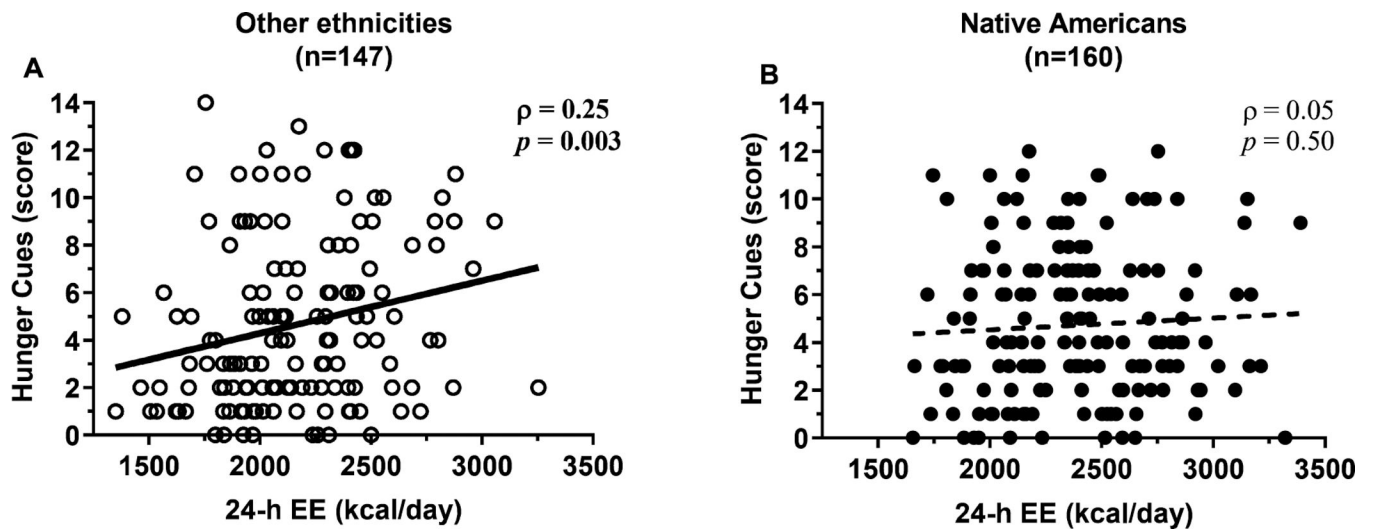 Other ethnicities
(n=147)
A
ρ = 0.25
p = 0.003
Hunger Cues (score)
14
12
10
8
6
4
2
0
1500 2000 2500 3000 3500
24-h EE (kcal/day)
Native Americans
(n=160)
B
ρ = 0.05
p = 0.50
Hunger Cues (score)
14
12
10
8
6
4
2
0
1500 2000 2500 3000 3500
24-h EE (kcal/day)